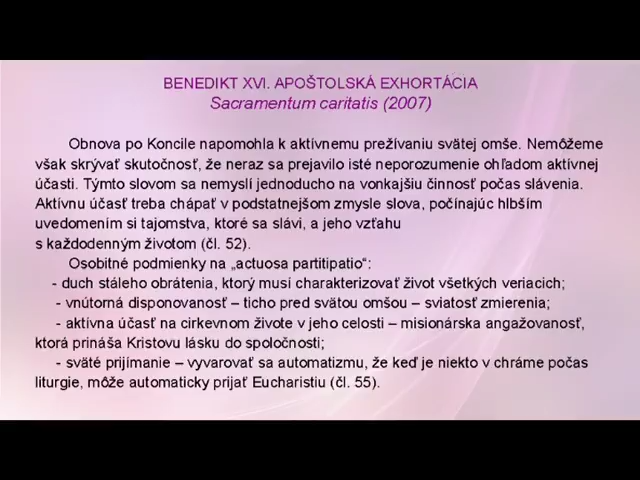 BENEDIKT XVI. APOŠTOLSKÁ EXHORTÁCIA
Sacramentum caritatis (2007)
Obnova po Koncile napomohla k aktívnemu prežívaniu svätej omše. Nemôžeme
však skrývať skutočnosť, že neraz sa prejavilo isté neporozumenie ohľadom aktívnej
účasti. Týmto slovom sa nemyslí jednoducho na vonkajšiu činnosť počas slávenia.
Aktívnu účasť treba chápať v podstatnejšom zmysle slova, počínajúc hlbším
uvedomením si tajomstva, ktoré sa slávi, a jeho vzťahu
s každodenným životom (čl. 52).
Osobitné podmienky na „actuosa partitipatio“:
- duch stáleho obrátenia, ktorý musí charakterizovať život všetkých veriacich;
- vnútorná disponovanosť – ticho pred svätou omšou – sviatosť zmierenia;
- aktívna účasť na cirkevnom živote v jeho celosti – misionárska angažovanosť,
ktorá prináša Kristovu lásku do spoločnosti;
- sväté prijímanie – vyvarovať sa automatizmu, že keď je niekto v chráme počas
liturgie, môže automaticky prijať Eucharistiu (čl. 55).